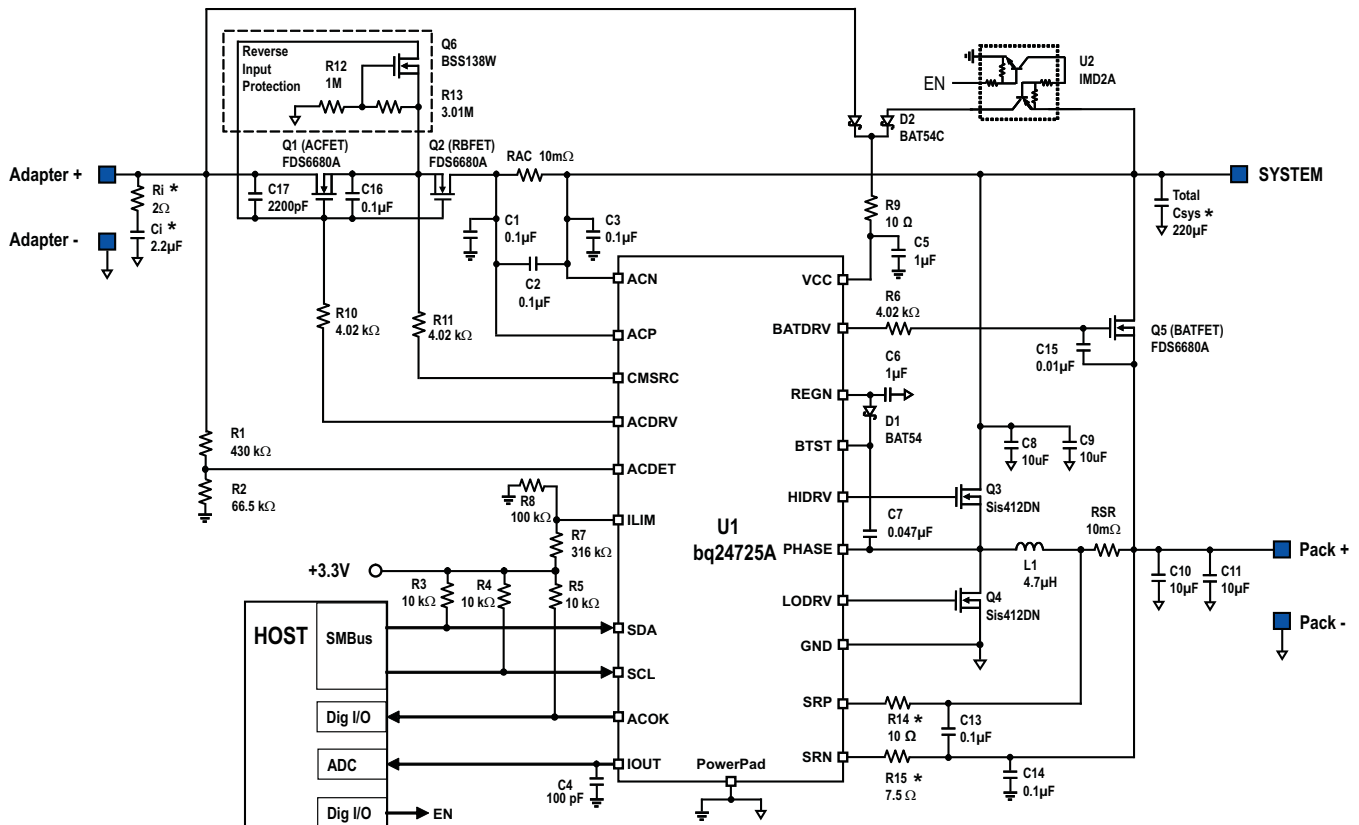 Reverse
Input
Protection
R12
1M
Q6
BSS138W
R13
3.01M
U2
IMD2A
EN
D2
BAT54C
Q1 (ACFET)
FDS6680A
Q2 (RBFET)
FDS6680A
RAC 10mΩ
Adapter +
SYSTEM
Ri *
2Ω
Ci *
2.2µF
C17
2200pF
C16
0.1µF
Adapter -
C1
0.1µF
C3
0.1µF
C2
0.1µF
R9
10 Ω
C5
1µF
Total
Csys *
220µF
R10
4.02 kΩ
R11
4.02 kΩ
ACN
ACP
CMSRC
ACDRV
ACDET
ILIM
SDA
SCL
ACOK
IOUT
VCC
BATDRV
REGN
BTST
HIDRV
PHASE
LODRV
GND
SRP
SRN
PowerPad
U1
bq24725A
R6
4.02 kΩ
Q5 (BATFET)
FDS6680A
C15
0.01µF
C6
1µF
D1
BAT54
R1
430 kΩ
R2
66.5 kΩ
C8
10uF
C9
10uF
Q3
Sis412DN
R8
100 kΩ
R7
316 kΩ
C7
0.047µF
RSR
10mΩ
L1
4.7µH
Pack +
C10
10µF
C11
10µF
+3.3V
R3
10 kΩ
R4
10 kΩ
R5
10 kΩ
Q4
Sis412DN
Pack -
HOST
SMBus
Dig I/O
ADC
Dig I/O
EN
C4
100 pF
R14 *
10 Ω
C13
0.1µF
R15 *
7.5 Ω
C14
0.1µF